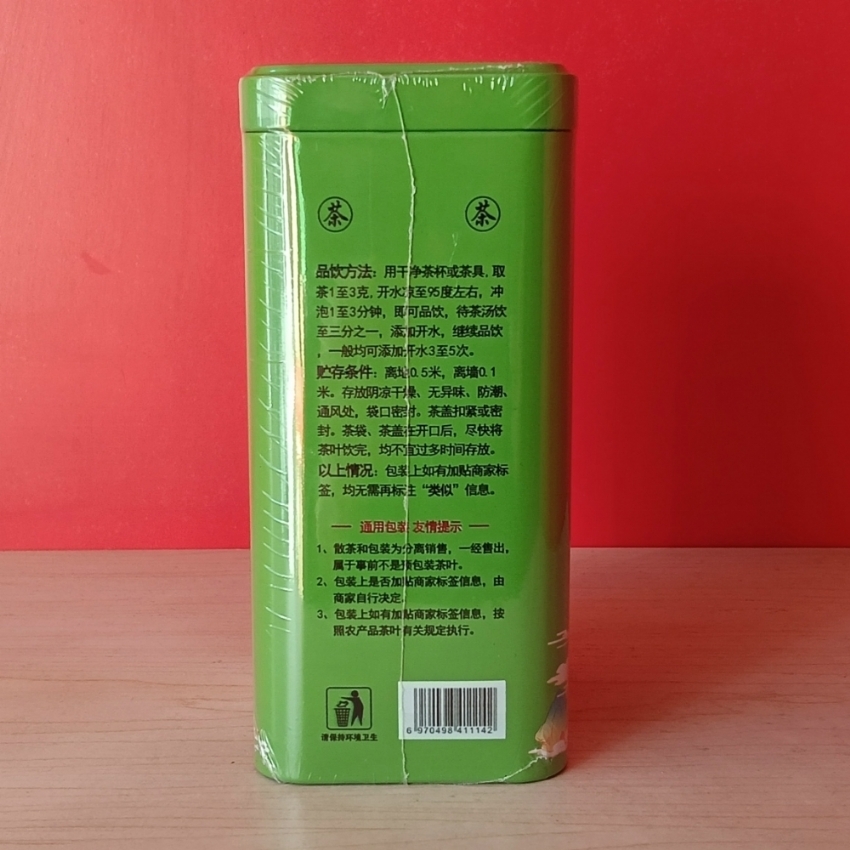 茶 茶
品饮方法：用干净茶杯或茶具，取
茶1至3克，开水凉至95度左右，冲
泡1至3分钟，即可品饮，待茶汤饮
至三分之一，添加开水，继续品饮
，一般均可添加开水3至5次。
贮存条件：离地0.5米，离墙0.1
米。存放阴凉干燥、无异味、防潮、
通风处，袋口密封。茶盖扣紧或密
封。茶袋、茶盖在开口后，尽快将
茶叶饮完，均不宜过多时间存放。
以上情况：包装上如有加贴商家标
签，均无需再标注“类似”信息。
通用包装 友情提示
1、散茶和包装为分离销售，一经售出，
属于事前不是预包装茶叶。
2、包装上是否加贴商家标签信息，由
商家自行决定。
3、包装上如有加贴商家标签信息，按
照农产品茶叶有关规定执行。
请保持环境卫生
6 970498 411142